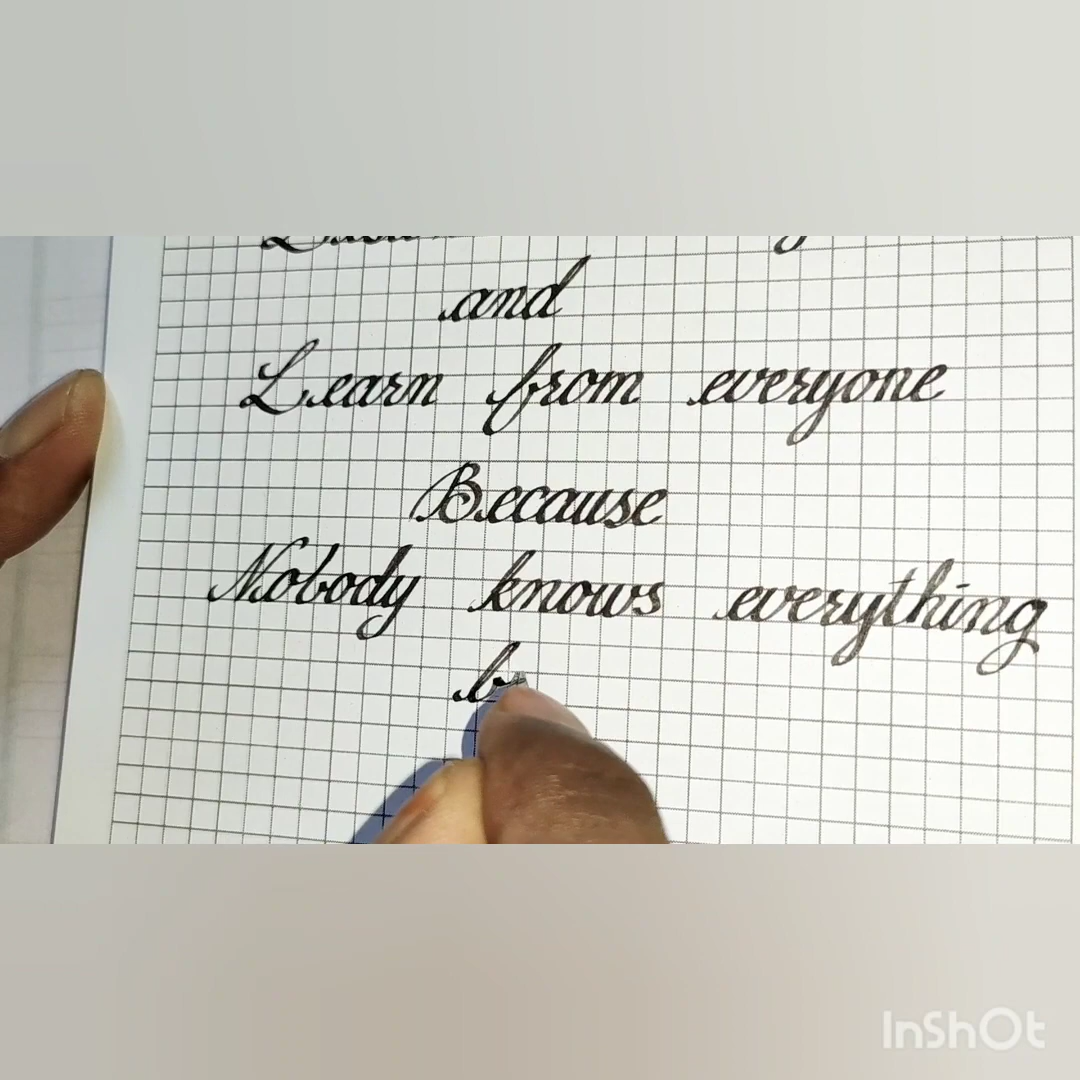 and
Learn from everyone
Because
Nobody knows everything
b
InShOt